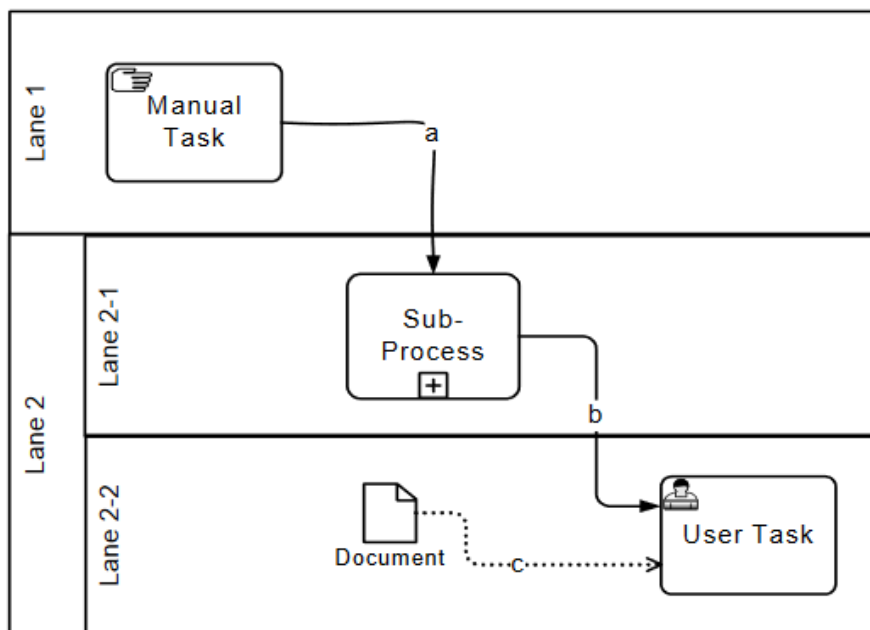 Lane 1
Manual
Task
a
Lane 2
Lane 2-1
Sub-
Process
b
Lane 2-2
Document
c
User Task